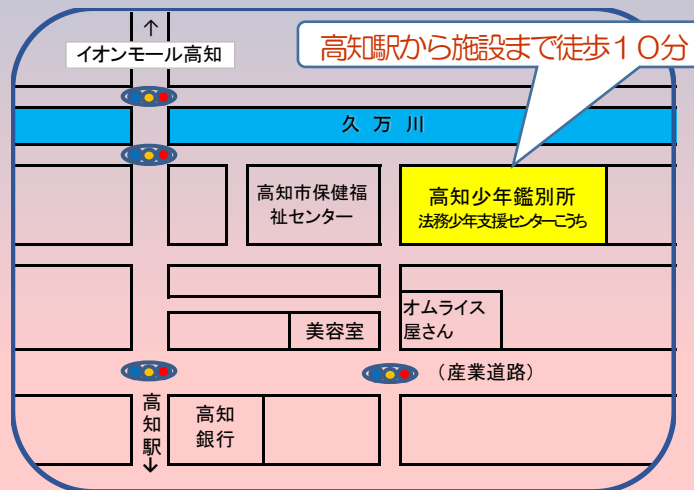 ↑
イオンモール高知
高知駅から施設まで徒歩10分
久万川
高知市保健福
祉センター
高知少年鑑別所
法務少年支援センターこうち
オムライス
屋さん
美容室
(産業道路)
高知駅↓
高知
銀行